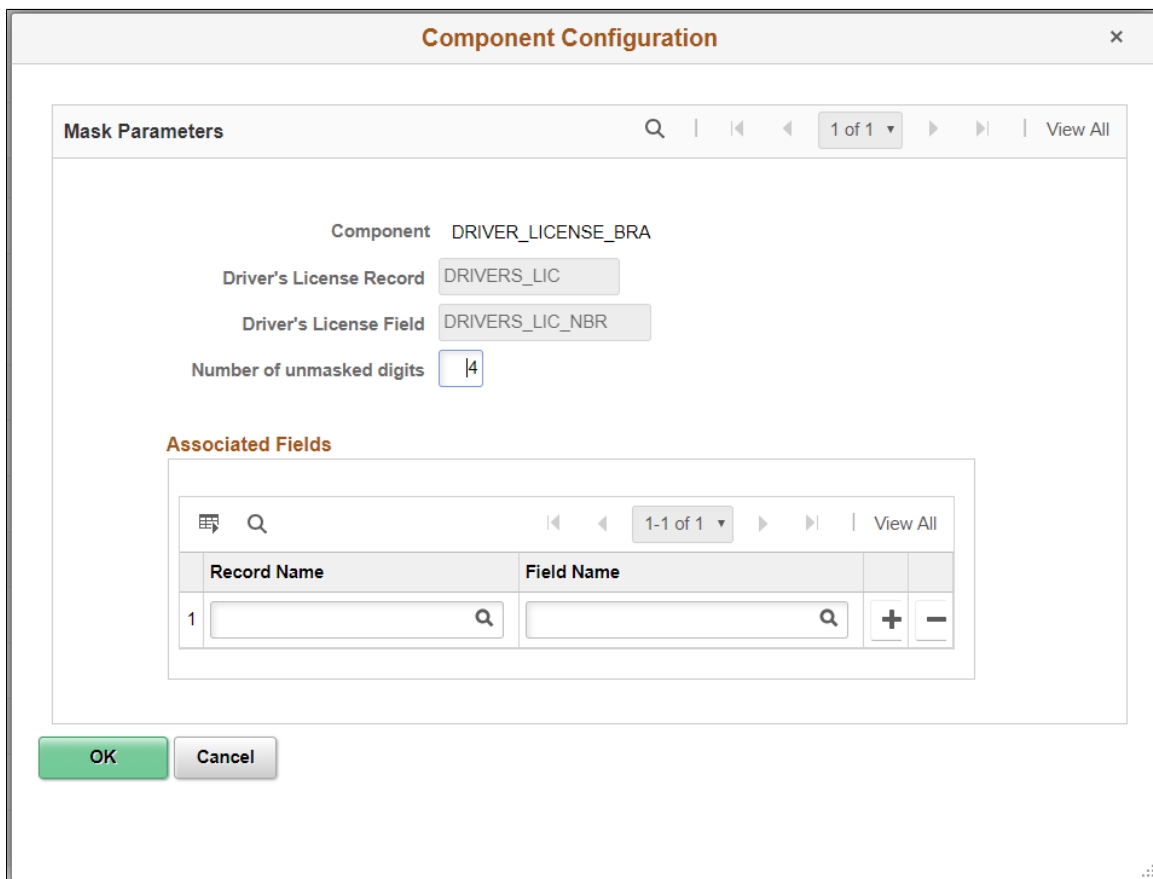 Component Configuration ×
Mask Parameters 1 of 1 View All
Component DRIVER_LICENSE_BRA
Driver's License Record DRIVERS_LIC
Driver's License Field DRIVERS_LIC_NBR
Number of unmasked digits 4
Associated Fields
1-1 of 1 View All
Record Name Field Name
1
OK Cancel